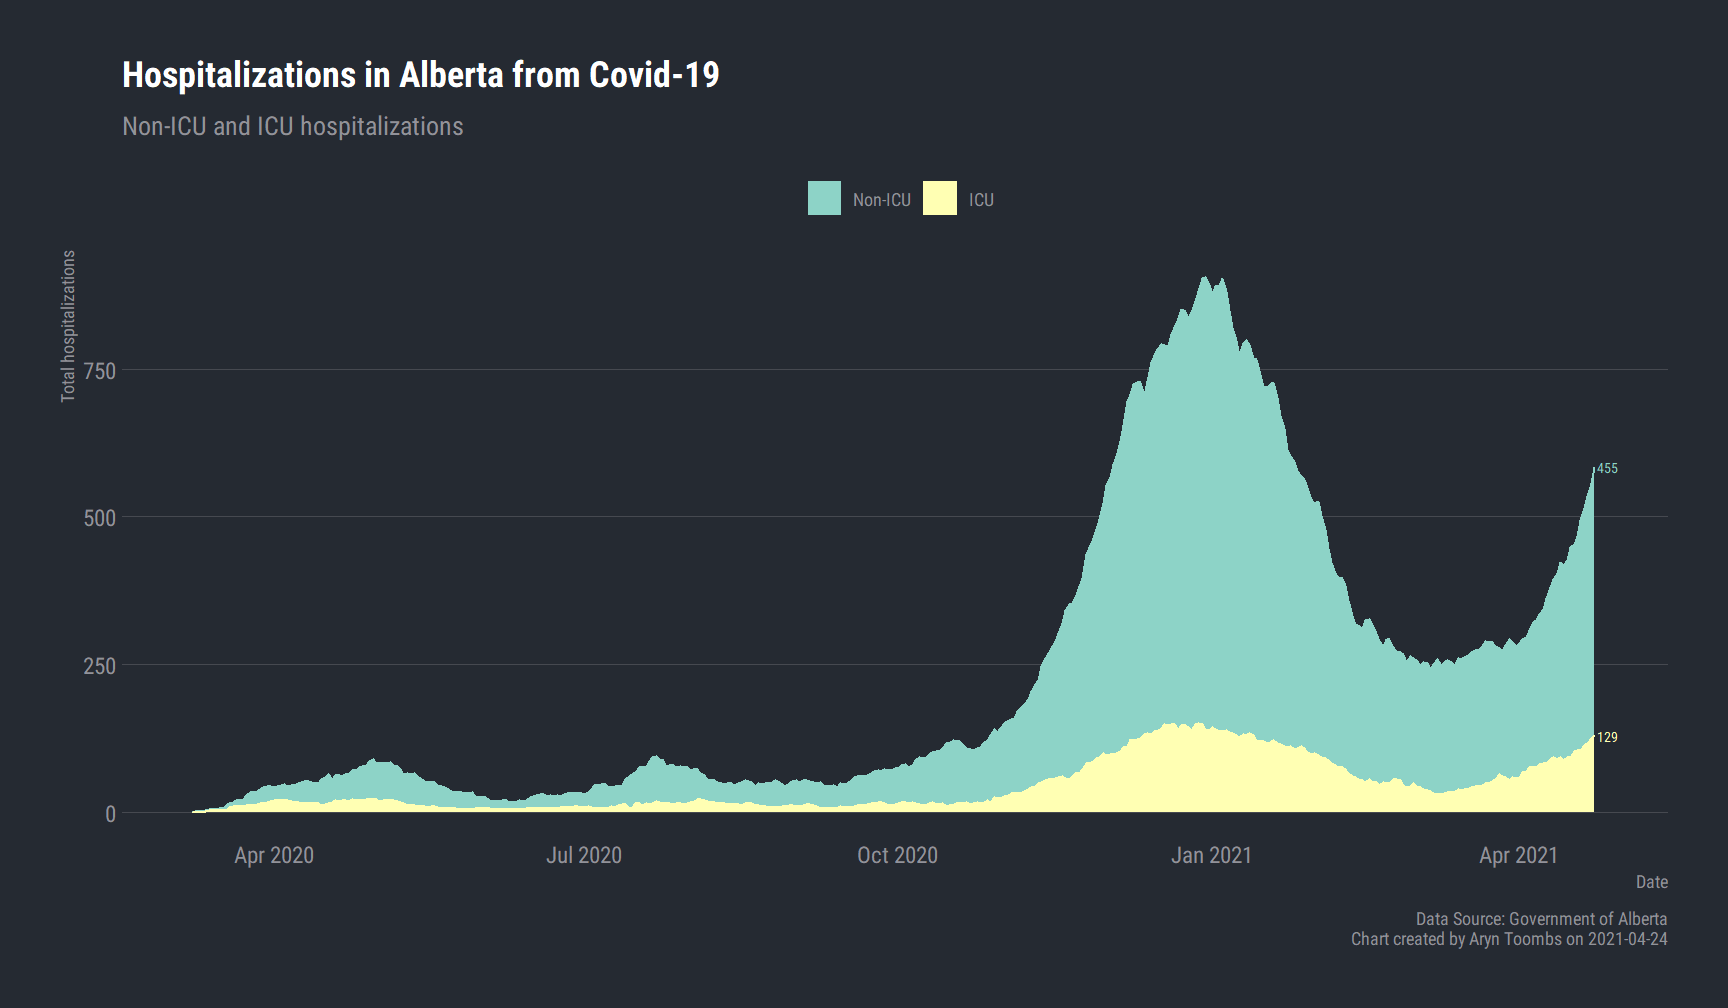 Hospitalizations in Alberta from Covid-19
Non-ICU and ICU hospitalizations
Non-ICU ICU
Total hospitalizations
750
500
250
0
455
129
Apr 2020 Jul 2020 Oct 2020 Jan 2021 Apr 2021
Date
Data Source: Government of Alberta
Chart created by Aryn Toombs on 2021-04-24